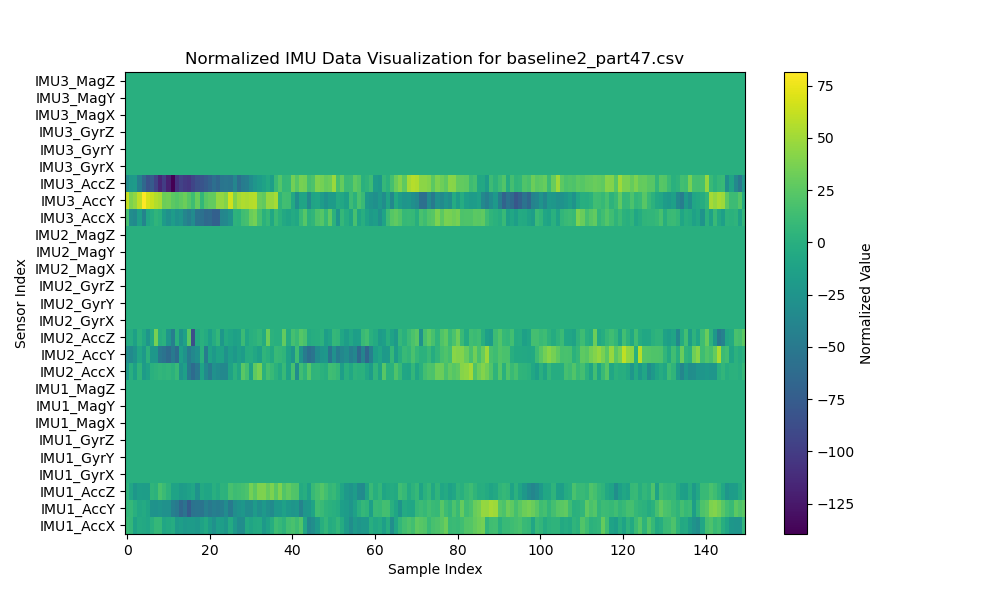 Normalized IMU Data Visualization for baseline2_part47.csv
IMU3_MagZ
IMU3_MagY
IMU3_MagX
IMU3_GyrZ
IMU3_GyrY
IMU3_GyrX
IMU3_AccZ
IMU3_AccY
IMU3_AccX
IMU2_MagZ
IMU2_MagY
IMU2_MagX
IMU2_GyrZ
IMU2_GyrY
IMU2_GyrX
IMU2_AccZ
IMU2_AccY
IMU2_AccX
IMU1_MagZ
IMU1_MagY
IMU1_MagX
IMU1_GyrZ
IMU1_GyrY
IMU1_GyrX
IMU1_AccZ
IMU1_AccY
IMU1_AccX
Sensor Index
0 20 40 60 80 100 120 140
Sample Index
75
50
25
0
−25
−50
−75
−100
−125
Normalized Value